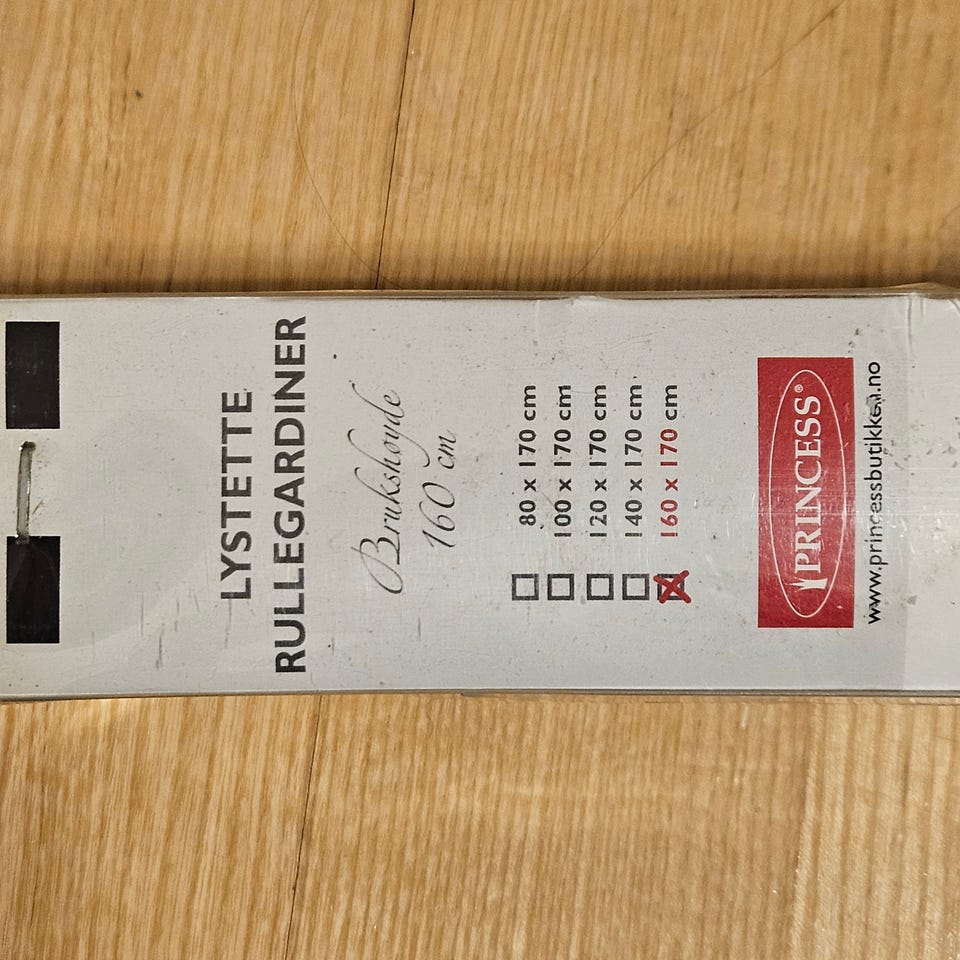 LYSTETTE
RULLEGARDINER
Brukshøyde
160 cm
80 x 170 cm
100 x 170 cm
120 x 170 cm
140 x 170 cm
160 x 170 cm
PRINCESS®
www.princessbutikken.no